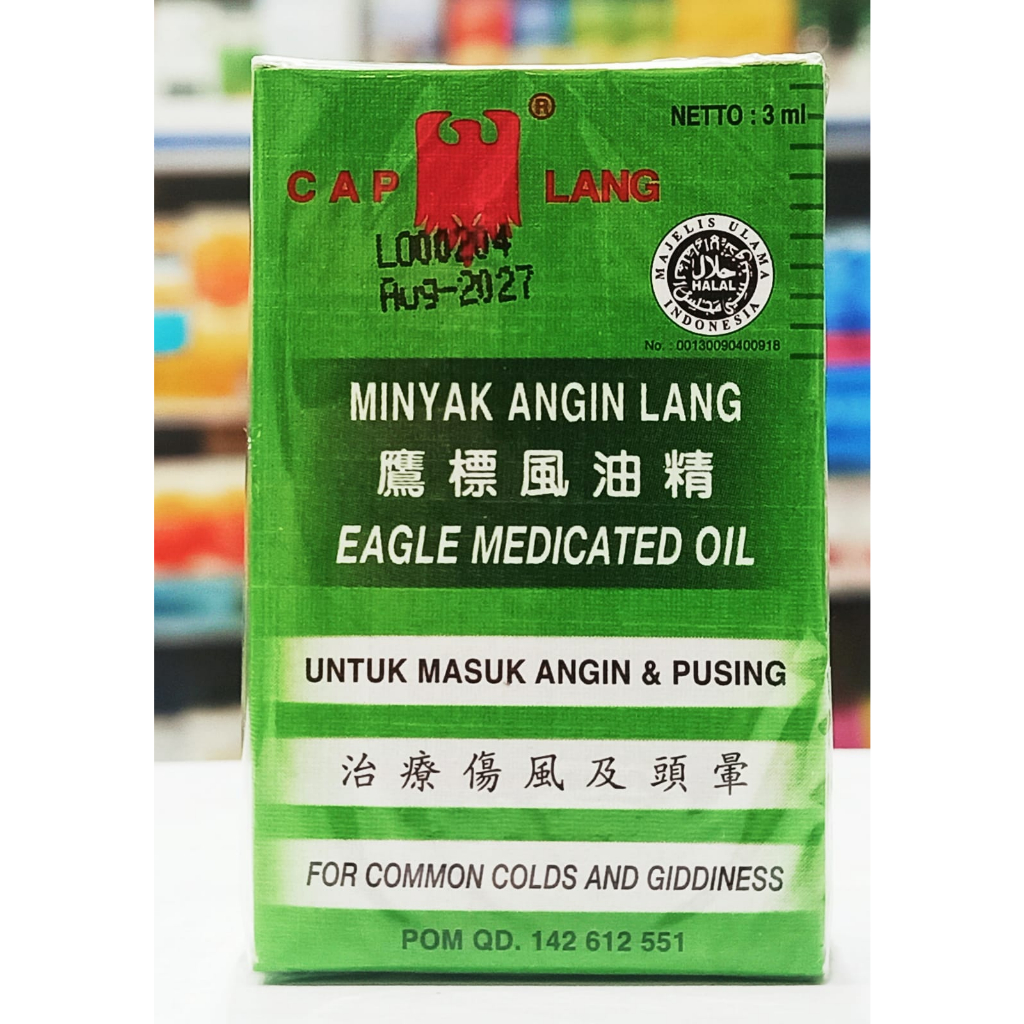 NETTO : 3 ml
CAP LANG
®
L000204
Aug-2027
MAJELIS ULAMA INDONESIA
حلال
HALAL
No. : 00130090400918
MINYAK ANGIN LANG
鷹標風油精
EAGLE MEDICATED OIL
UNTUK MASUK ANGIN & PUSING
治療傷風及頭暈
FOR COMMON COLDS AND GIDDINESS
POM QD. 142 612 551